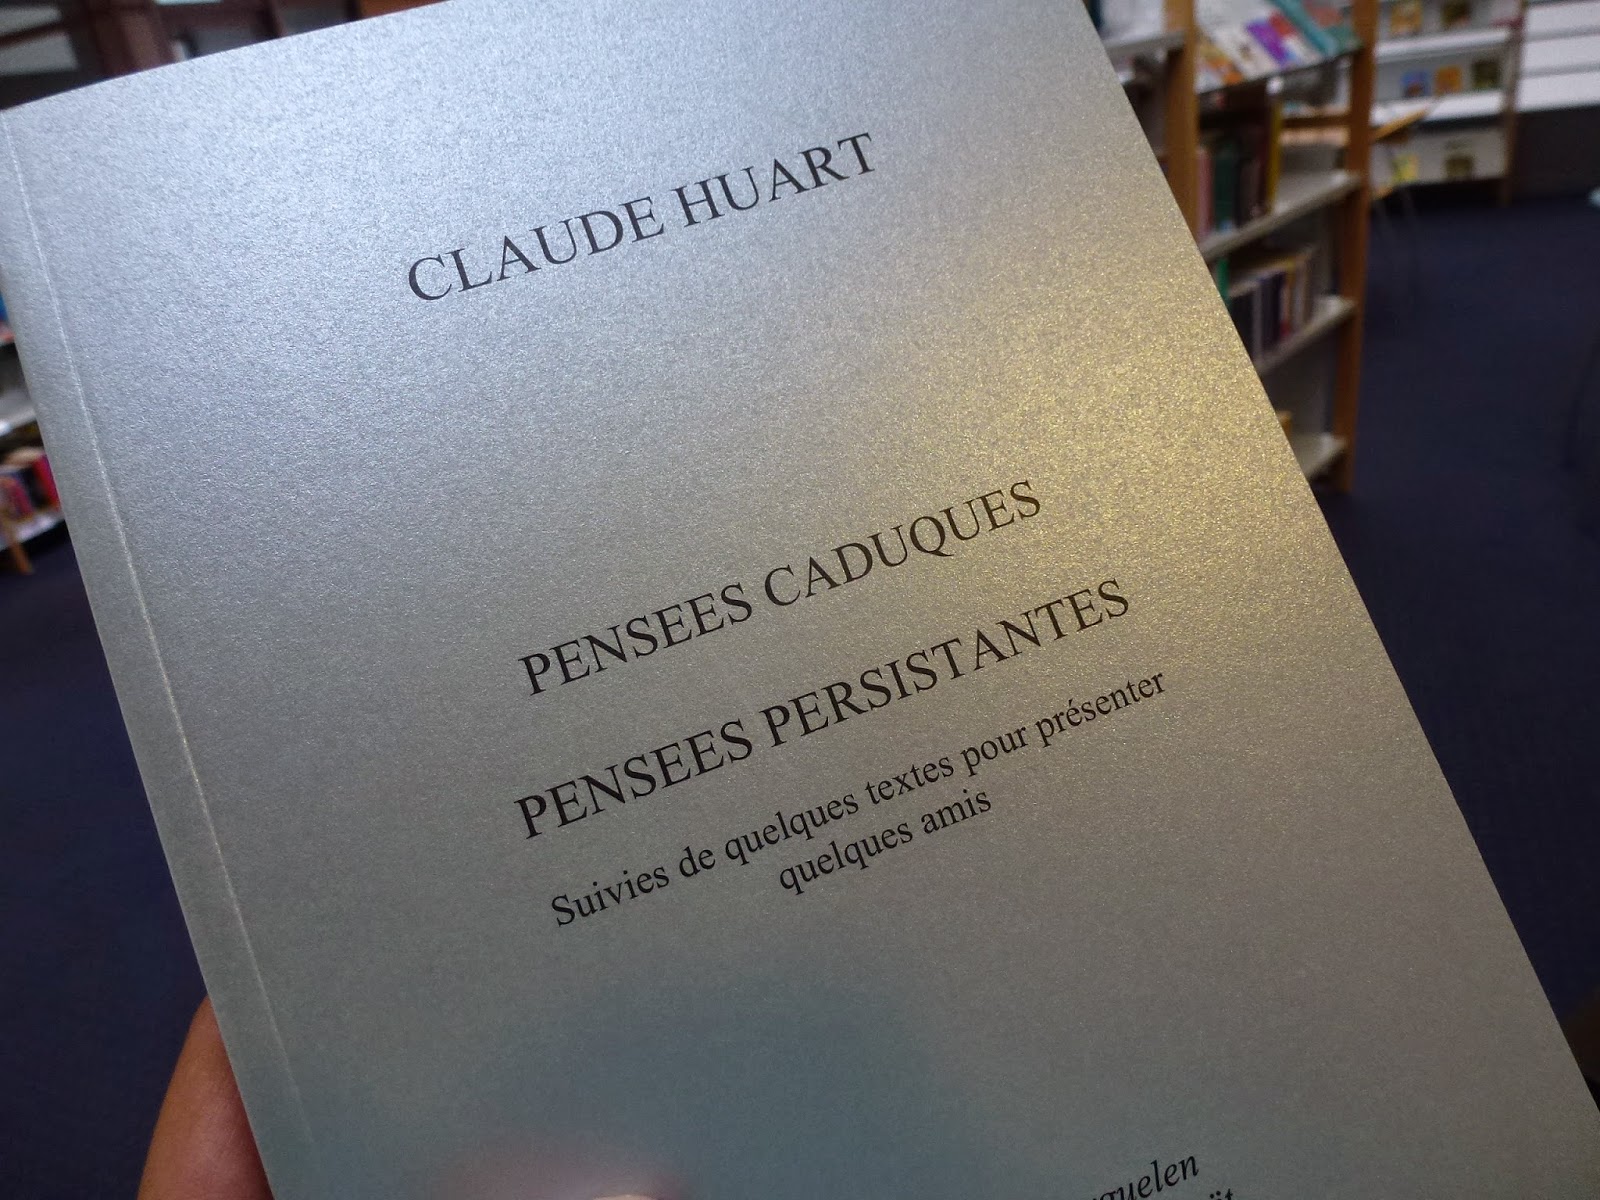 CLAUDE HUART
PENSEES CADUQUES
PENSEES PERSISTANTES
Suivies de quelques textes pour présenter
quelques amis